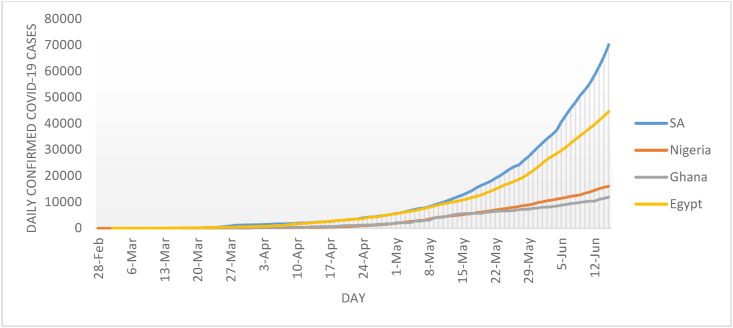 80000
70000
60000
50000
40000
30000
20000
10000
0
DAILY CONFIRMED COVID-19 CASES
28-Feb
6-Mar
13-Mar
20-Mar
27-Mar
3-Apr
10-Apr
17-Apr
24-Apr
1-May
8-May
15-May
22-May
29-May
5-Jun
12-Jun
DAY
SA
Nigeria
Ghana
Egypt